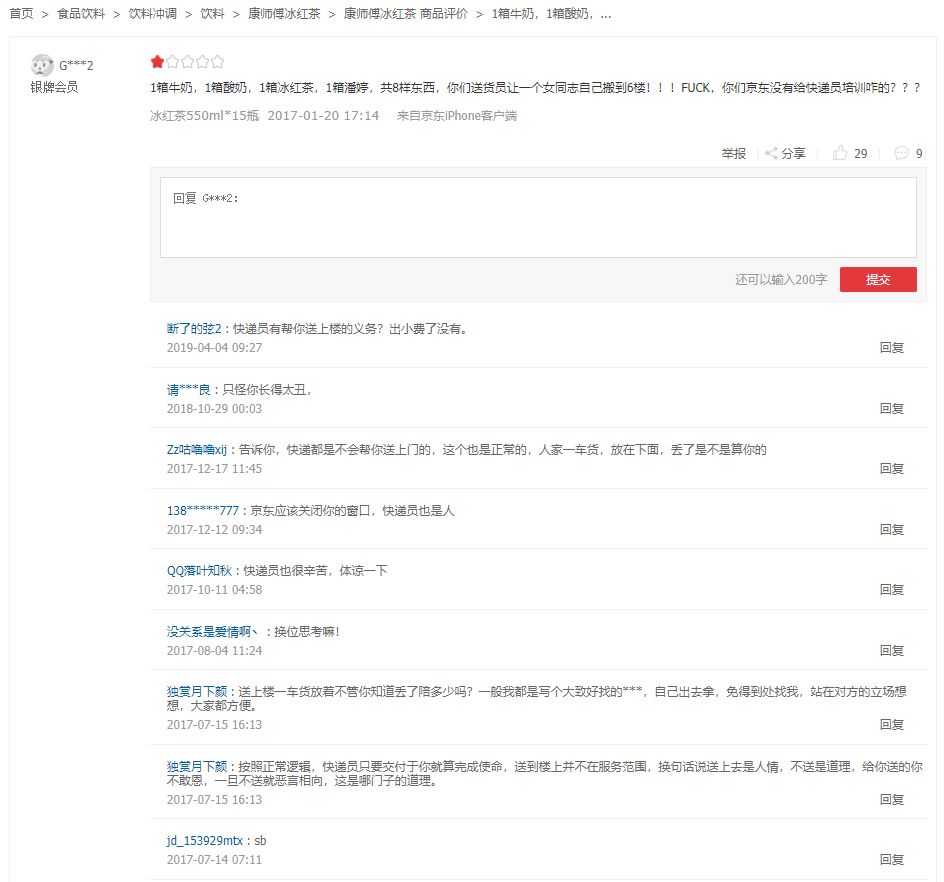 首页 > 食品饮料 > 饮料冲调 > 饮料 > 康师傅冰红茶 > 康师傅冰红茶 商品评价 > 1箱牛奶，1箱酸奶，...
G***2
银牌会员
1箱牛奶，1箱酸奶，1箱冰红茶，1箱潘婷，共8样东西，你们送货员让一个女同志自己搬到6楼！！！FUCK，你们京东没有给快递员培训咋的？？？
冰红茶550ml*15瓶 2017-01-20 17:14 来自京东iPhone客户端
举报 分享 29 9
回复 G***2:
还可以输入200字 提交
断了的弦2：快递员有帮你送上楼的义务？出小费了没有。
2019-04-04 09:27 回复
请***良：只怪你长得太丑，
2018-10-29 00:03 回复
Zz咕噜噜xij：告诉你，快递都是不会帮你送上门的，这个也是正常的，人家一车货，放在下面，丢了是不是算你的
2017-12-17 11:45 回复
138*****777：京东应该关闭你的窗口，快递员也是人
2017-12-12 09:34 回复
QQ落叶知秋：快递员也很辛苦，体谅一下
2017-10-11 04:58 回复
没关系是爱情啊丶：换位思考嘛！
2017-08-04 11:24 回复
独赏月下颜：送上楼一车货放着不管你知道丢了陪多少吗？一般我都是写个大致好找的***，自己出去拿，免得到处找我，站在对方的立场想
想，大家都方便。
2017-07-15 16:13 回复
独赏月下颜：按照正常逻辑，快递员只要交付于你就算完成使命，送到楼上并不在服务范围，换句话说送上去是人情，不送是道理，给你送的你
不敢恩，一旦不送就恶言相向，这是哪门子的道理。
2017-07-15 16:13 回复
jd_153929mtx：sb
2017-07-14 07:11 回复